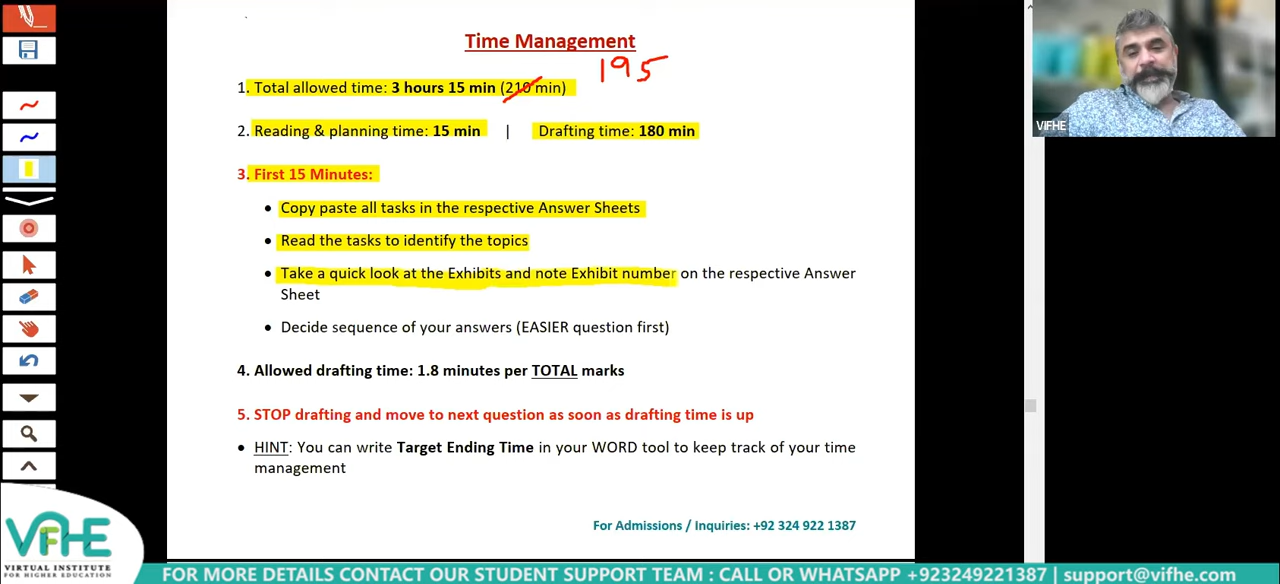 Time Management
195
1. Total allowed time: 3 hours 15 min (210 min)
2. Reading & planning time: 15 min | Drafting time: 180 min
3. First 15 Minutes:
• Copy paste all tasks in the respective Answer Sheets
• Read the tasks to identify the topics
• Take a quick look at the Exhibits and note Exhibit number on the respective Answer
Sheet
• Decide sequence of your answers (EASIER question first)
4. Allowed drafting time: 1.8 minutes per TOTAL marks
5. STOP drafting and move to next question as soon as drafting time is up
• HINT: You can write Target Ending Time in your WORD tool to keep track of your time
management
For Admissions / inquiries: +92 324 922 1387
VIFHE
VIFHE
VIRTUAL INSTITUTE
FOR HIGHER EDUCATION
FOR MORE DETAILS CONTACT OUR STUDENT SUPPORT TEAM : CALL OR WHATSAPP +923249221387 | support@vifhe.com